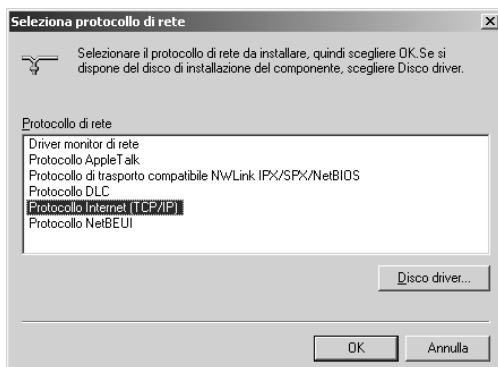 Seleziona protocollo di rete
Selezionare il protocollo di rete da installare, quindi scegliere OK.Se si
dispone del disco di installazione del componente, scegliere Disco driver.
Protocollo di rete
Driver monitor di rete
Protocollo AppleTalk
Protocollo di trasporto compatibile NWLink IPX/SPX/NetBIOS
Protocollo DLC
Protocollo Internet (TCP/IP)
Protocollo NetBEUI
Disco driver...
OK Annulla